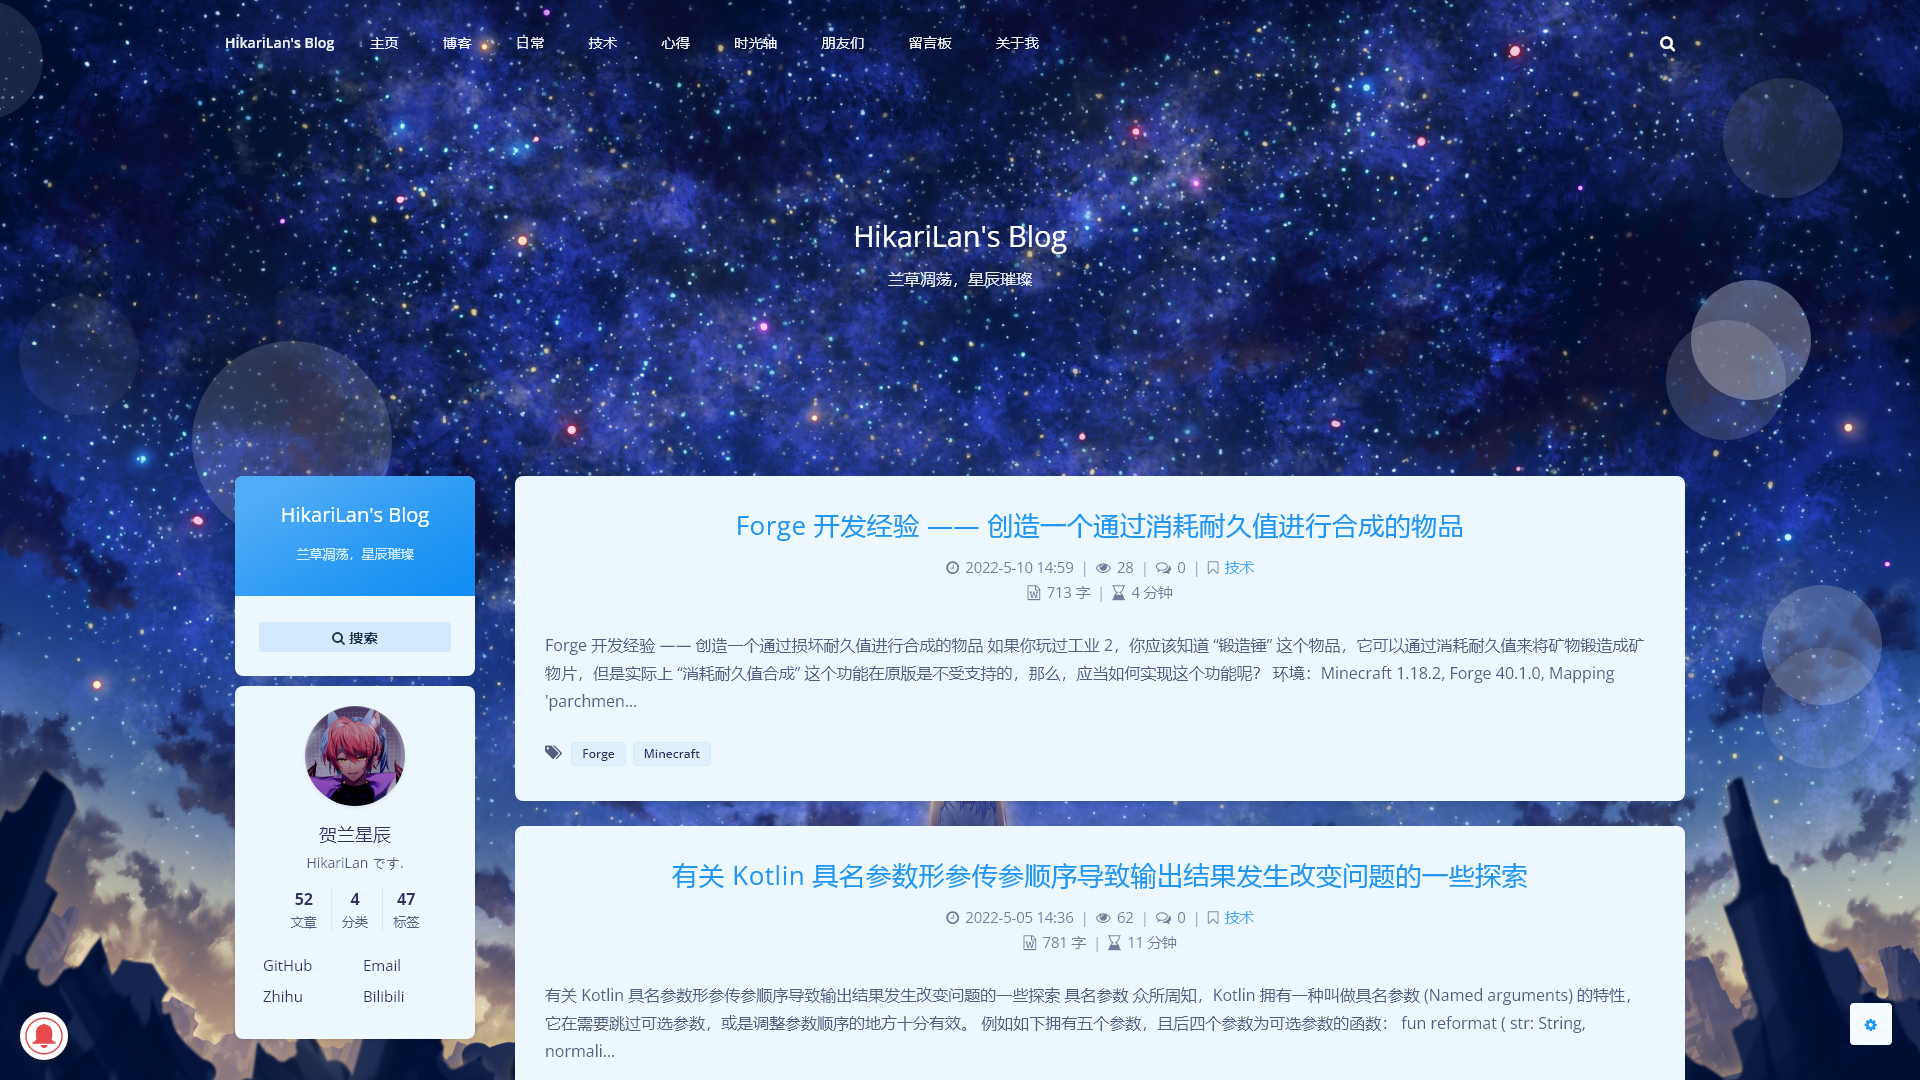 HikariLan's Blog 主页 博客 日常 技术 心得 时光轴 朋友们 留言板 关于我
HikariLan's Blog
兰草凋荡，星辰璀璨
HikariLan's Blog
兰草凋荡，星辰璀璨
搜索
贺兰星辰
HikariLan です.
52 4 47
文章 分类 标签
GitHub Email
Zhihu Bilibili
Forge 开发经验 —— 创造一个通过消耗耐久值进行合成的物品
2022-5-10 14:59 | 28 | 0 | 技术
713 字 | 4 分钟
Forge 开发经验 —— 创造一个通过损坏耐久值进行合成的物品 如果你玩过工业 2，你应该知道 “锻造锤” 这个物品，它可以通过消耗耐久值来将矿物锻造成矿
物片，但是实际上 “消耗耐久值合成” 这个功能在原版是不受支持的，那么，应当如何实现这个功能呢？ 环境：Minecraft 1.18.2, Forge 40.1.0, Mapping
'parchmen...
Forge Minecraft
有关 Kotlin 具名参数形参传参顺序导致输出结果发生改变问题的一些探索
2022-5-05 14:36 | 62 | 0 | 技术
781 字 | 11 分钟
有关 Kotlin 具名参数形参传参顺序导致输出结果发生改变问题的一些探索 具名参数 众所周知，Kotlin 拥有一种叫做具名参数 (Named arguments) 的特性，
它在需要跳过可选参数，或是调整参数顺序的地方十分有效。 例如如下拥有五个参数，且后四个参数为可选参数的函数： fun reformat ( str: String,
normali...